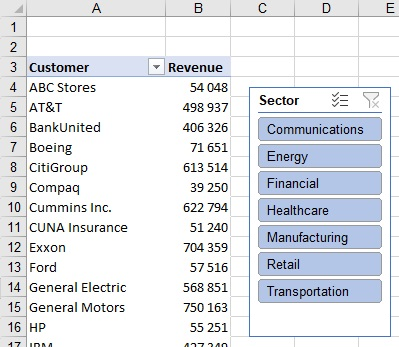 A B C D E
1
2
3 Customer Revenue
4 ABC Stores 54 048
5 AT&T 498 937
6 BankUnited 406 326
7 Boeing 71 651
8 CitiGroup 613 514
9 Compaq 39 250
10 Cummins Inc. 622 794
11 CUNA Insurance 51 240
12 Exxon 704 359
13 Ford 57 516
14 General Electric 568 851
15 General Motors 750 163
16 HP 55 251
17 IBM 427 349
Sector
Communications
Energy
Financial
Healthcare
Manufacturing
Retail
Transportation